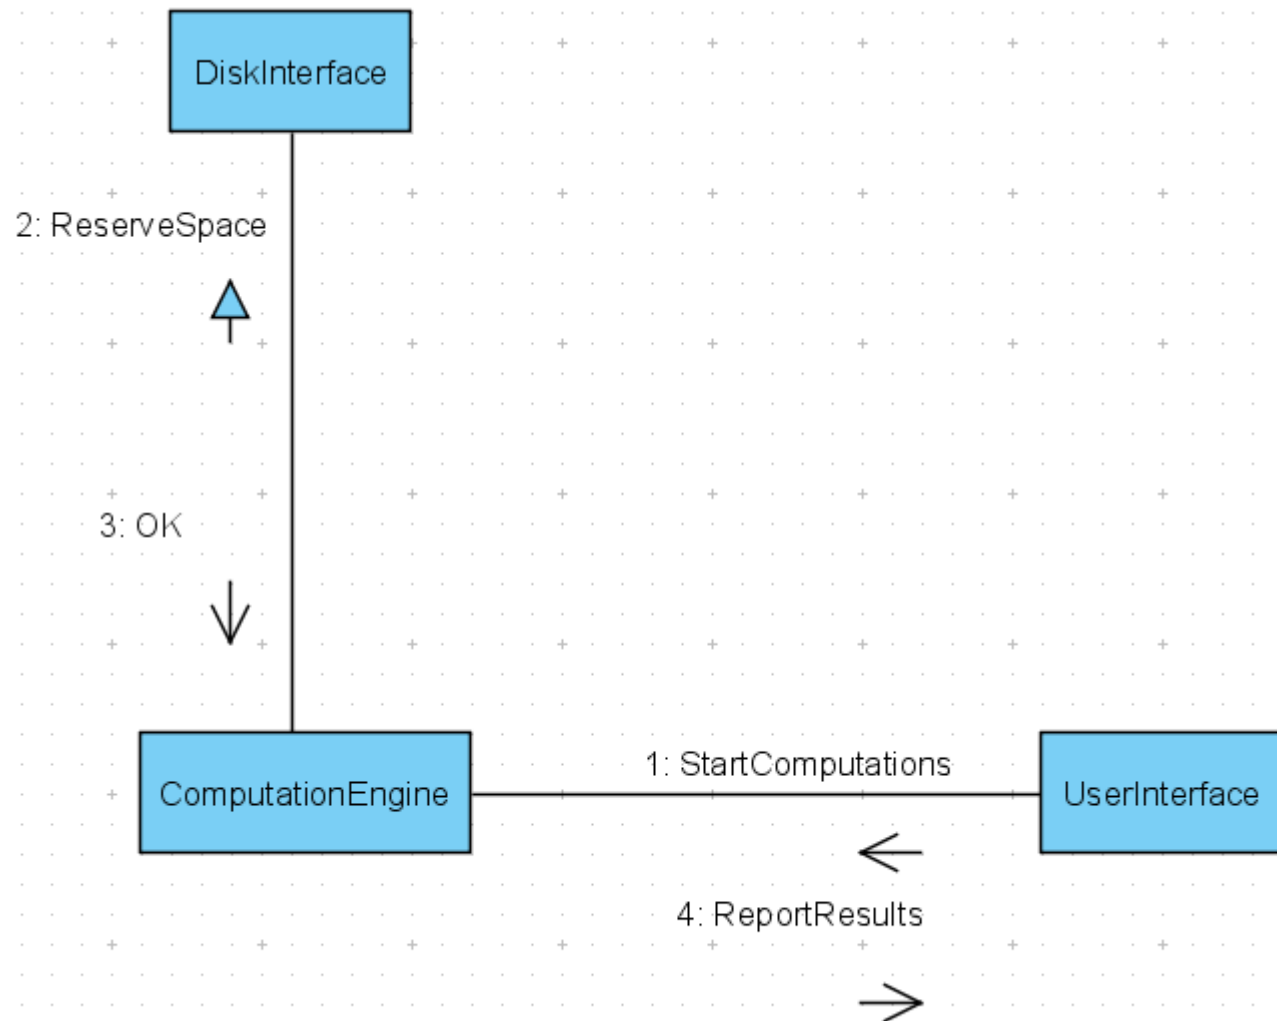 DiskInterface
2: ReserveSpace
3: OK
1: StartComputations
ComputationEngine
UserInterface
4: ReportResults